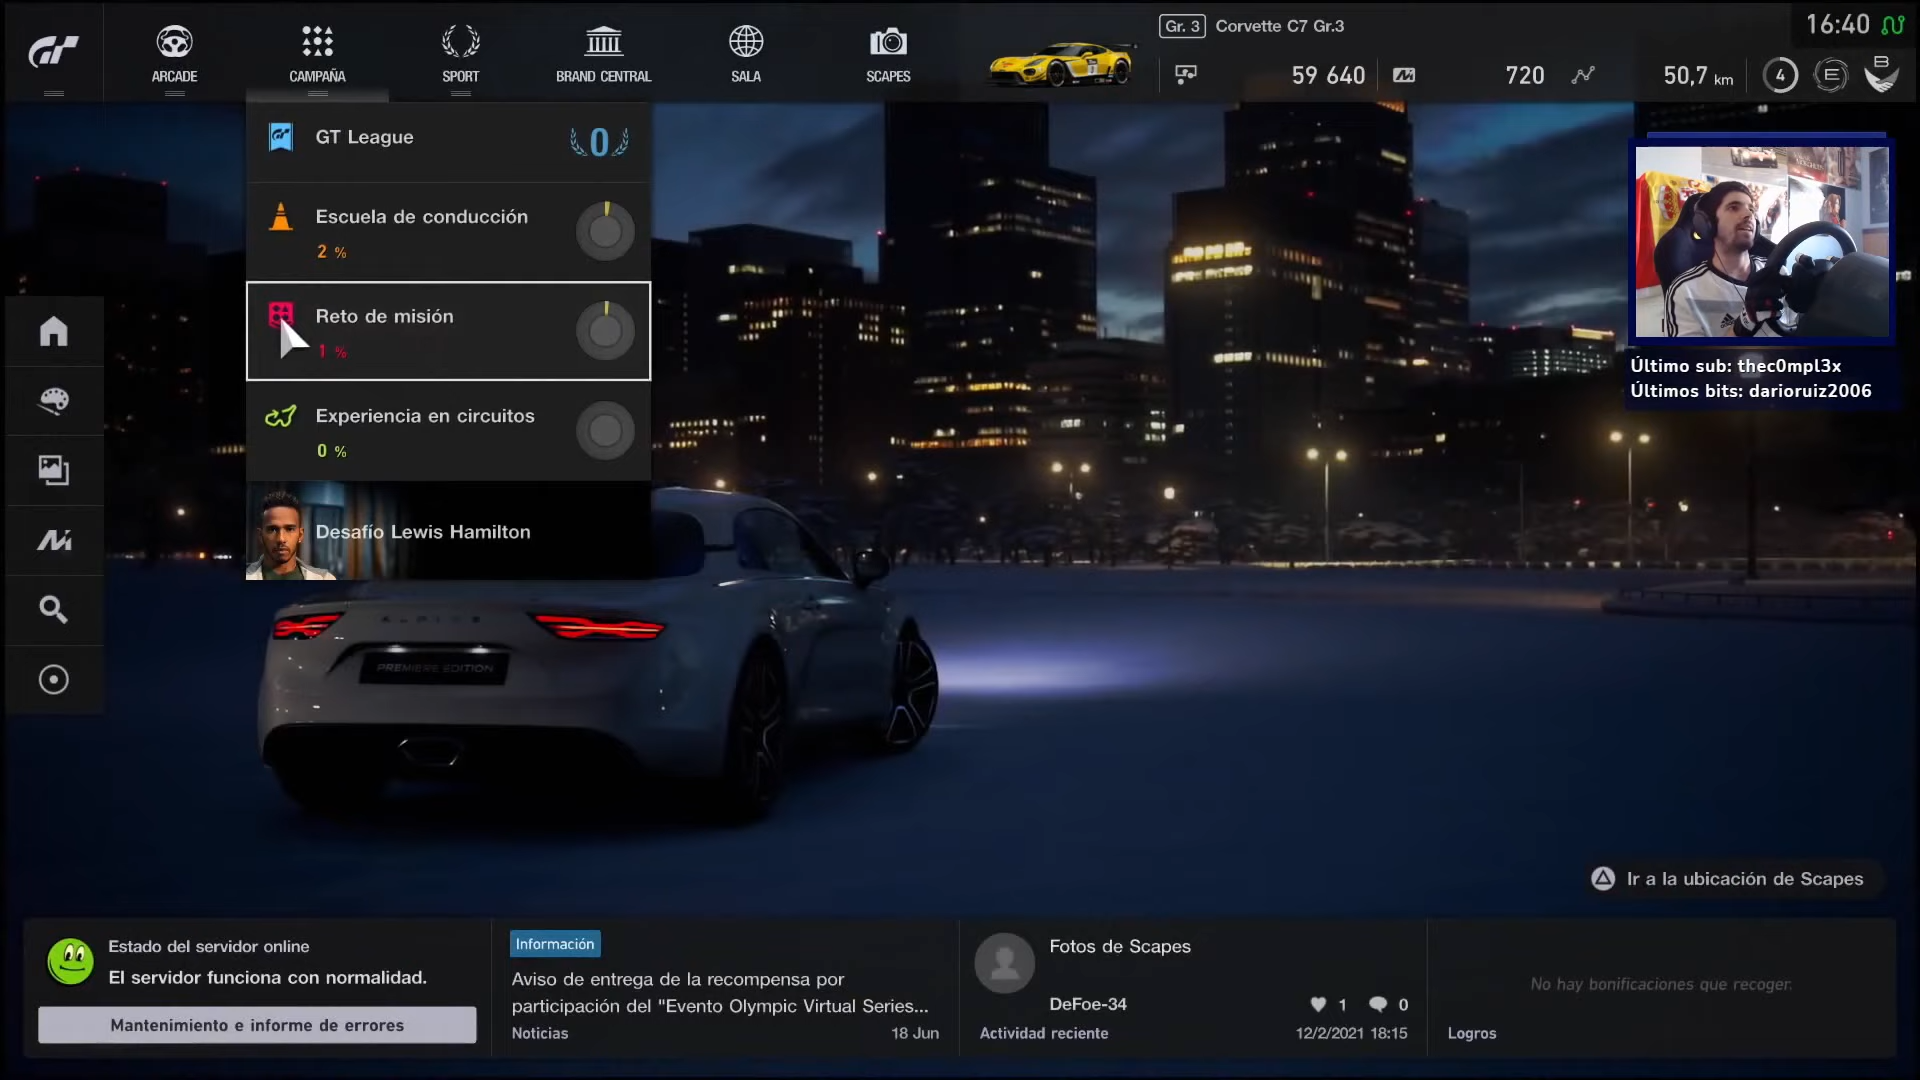 ARCADE
CAMPAÑA
SPORT
BRAND CENTRAL
SALA
SCAPES
Gr. 3
Corvette C7 Gr.3
59 640
720
50,7 km
16:40
4
E
B
GT League
0
Escuela de conducción
2 %
Reto de misión
1 %
Experiencia en circuitos
0 %
Desafío Lewis Hamilton
ALPINE
PREMIERE EDITION
Último sub: thec0mpl3x
Últimos bits: darioruiz2006
Ir a la ubicación de Scapes
Estado del servidor online
El servidor funciona con normalidad.
Mantenimiento e informe de errores
Información
Aviso de entrega de la recompensa por
participación del "Evento Olympic Virtual Series...
Noticias
18 Jun
Fotos de Scapes
DeFoe-34
1
0
Actividad reciente
12/2/2021 18:15
No hay bonificaciones que recoger.
Logros